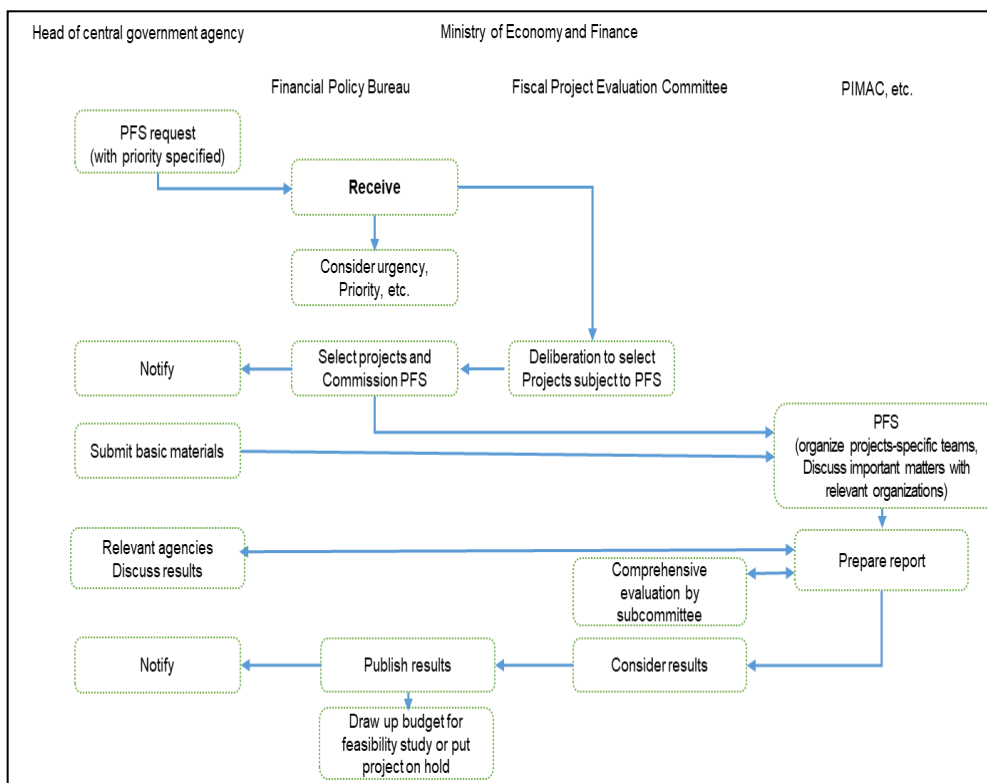 Head of central government agency
Ministry of Economy and Finance
Financial Policy Bureau
Fiscal Project Evaluation Committee
PIMAC, etc.
PFS request
(with priority specified)
Receive
Consider urgency,
Priority, etc.
Notify
Select projects and
Commission PFS
Deliberation to select
Projects subject to PFS
Submit basic materials
PFS
(organize projects-specific teams,
Discuss important matters with
relevant organizations)
Relevant agencies
Discuss results
Comprehensive
evaluation by
subcommittee
Prepare report
Notify
Publish results
Consider results
Draw up budget for
feasibility study or put
project on hold